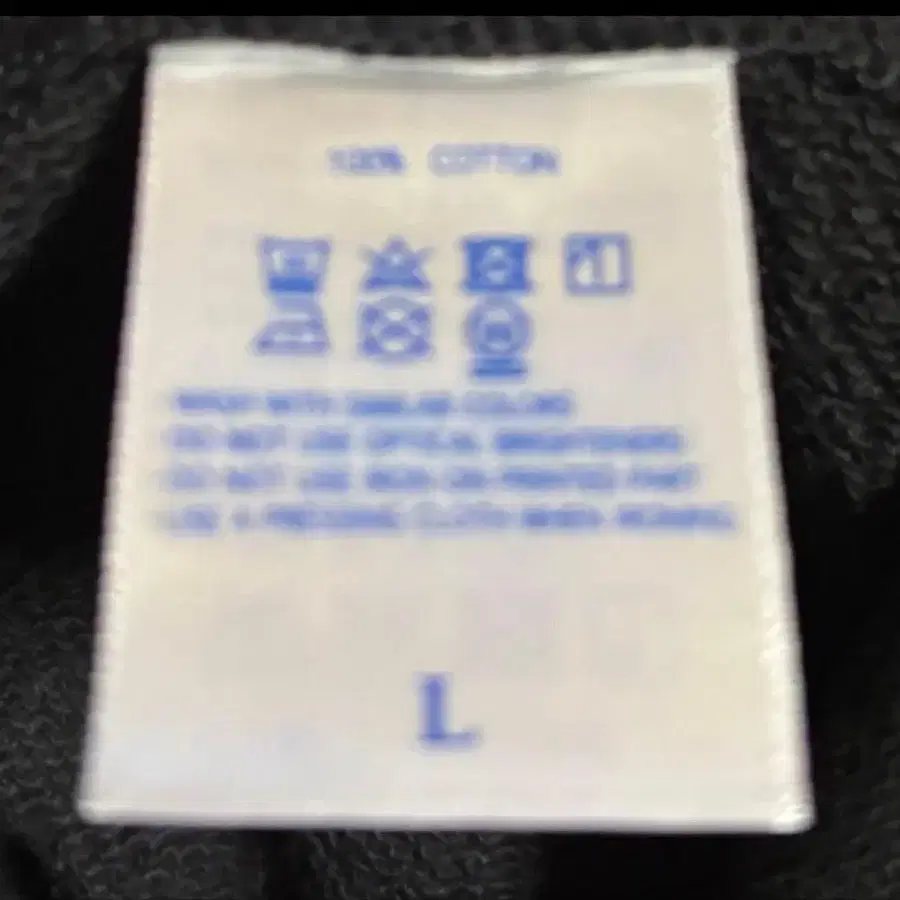 100% COTTON
WASH WITH SIMILAR COLORS
DO NOT USE OPTICAL BRIGHTENERS
DO NOT USE IRON ON PRINTED PART
USE A PRESSING CLOTH WHEN IRONING
L